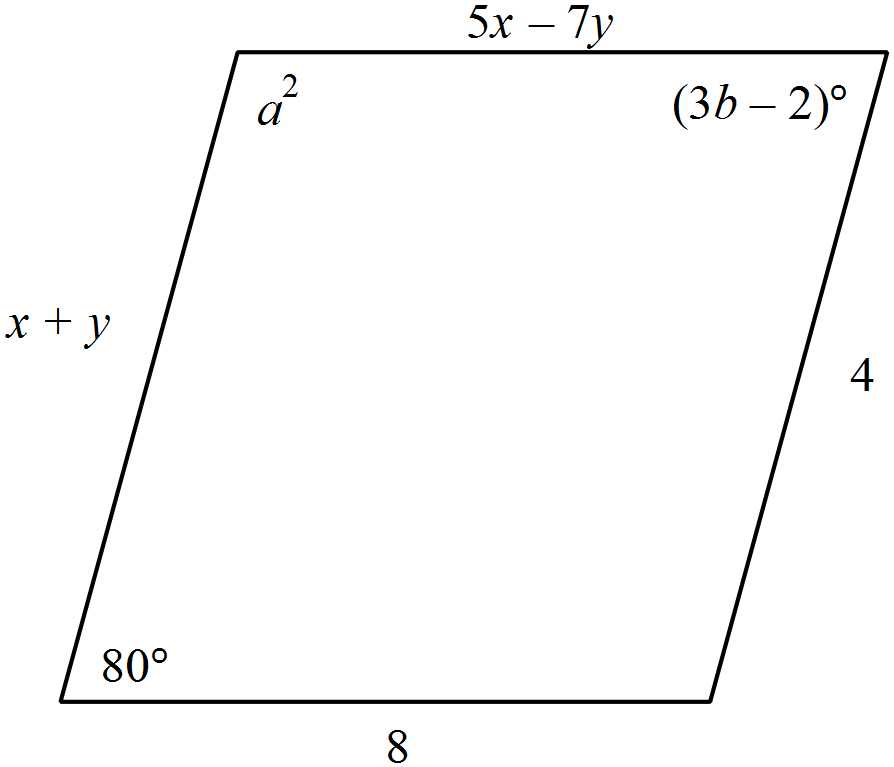 5x – 7y
a²
(3b – 2)°
x + y
4
80°
8